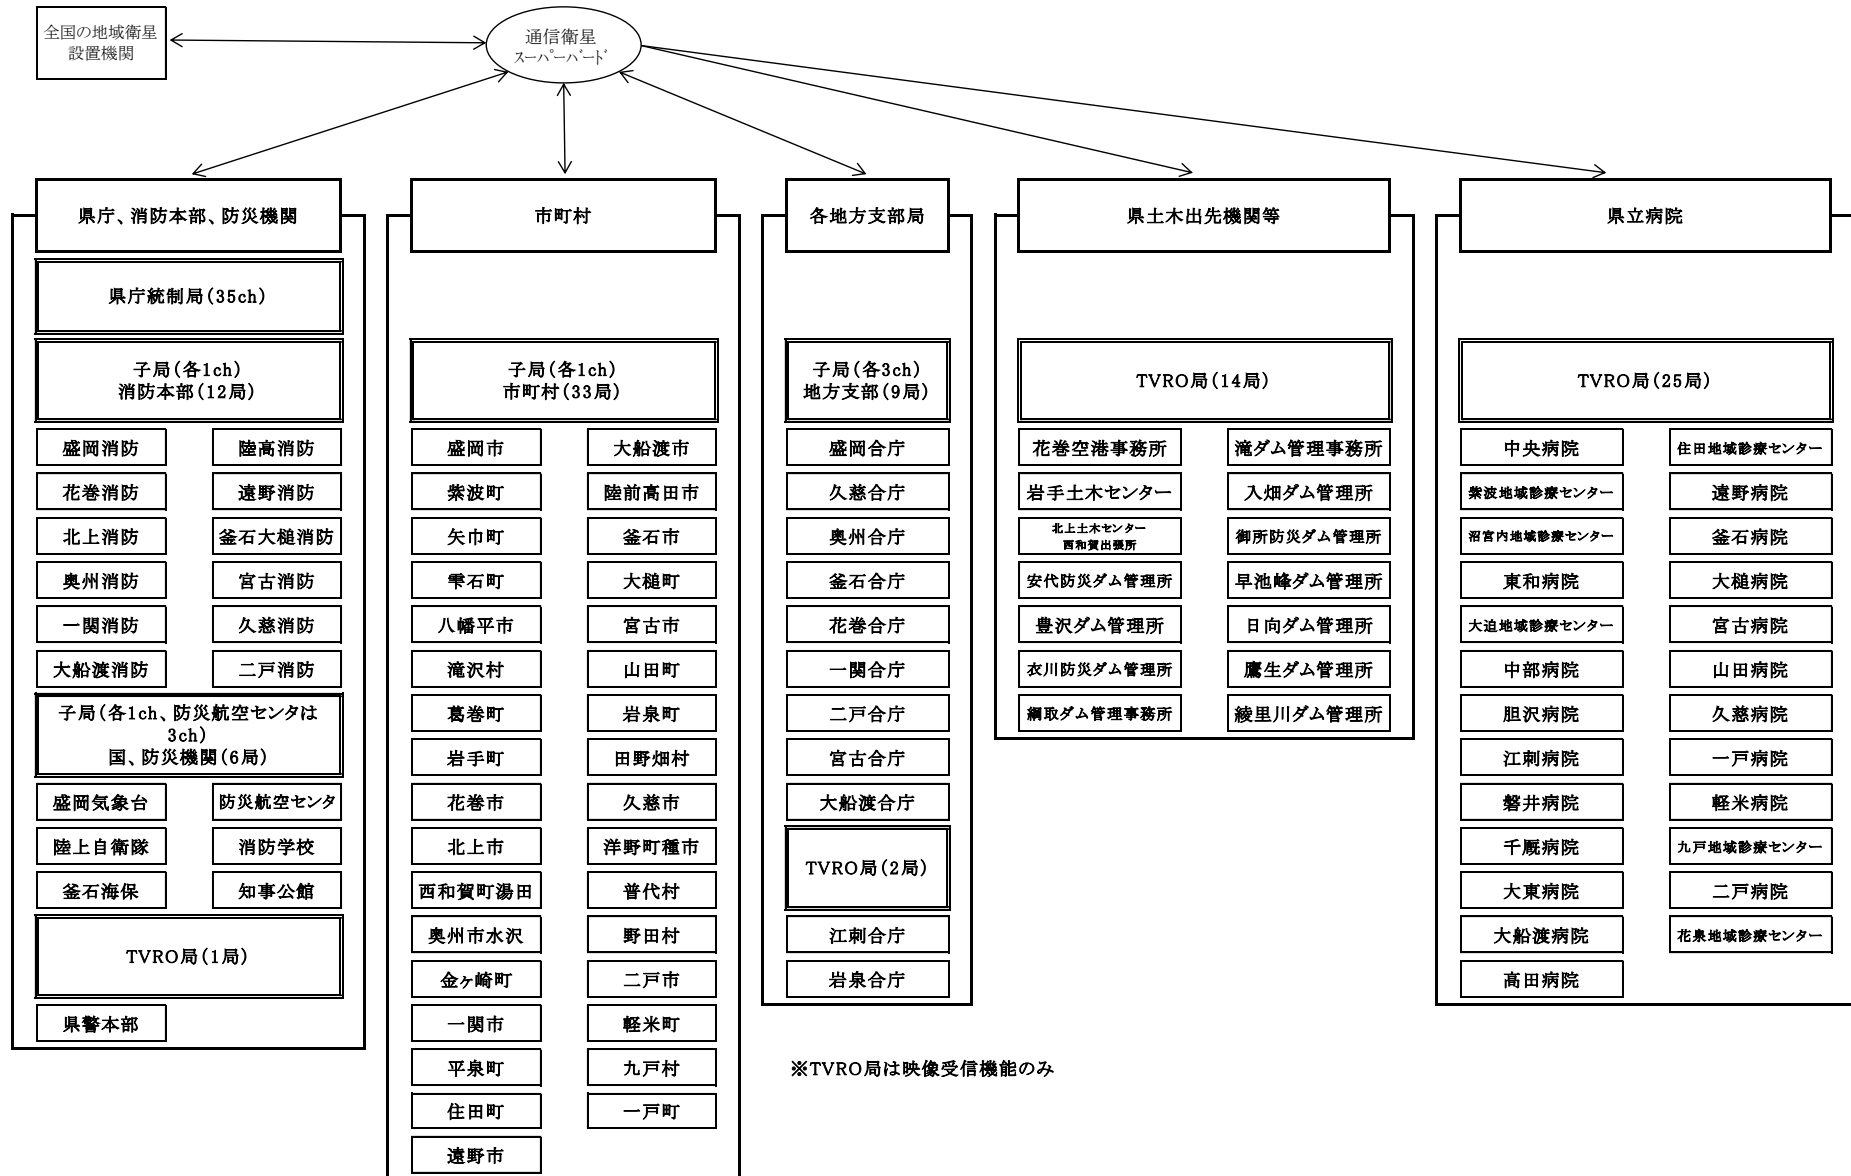 全国の地域衛星
設置機関
通信衛星
スーパーバード
県庁、消防本部、防災機関
県庁統制局(35ch)
子局(各1ch)
消防本部(12局)
盛岡消防
陸高消防
花巻消防
遠野消防
北上消防
釜石大槌消防
奥州消防
宮古消防
一関消防
久慈消防
大船渡消防
二戸消防
子局(各1ch、防災航空センタは
3ch)
国、防災機関(6局)
盛岡気象台
防災航空センタ
陸上自衛隊
消防学校
釜石海保
知事公館
TVRO局(1局)
県警本部
市町村
子局(各1ch)
市町村(33局)
盛岡市
大船渡市
紫波町
陸前高田市
矢巾町
釜石市
雫石町
大槌町
八幡平市
宮古市
滝沢村
山田町
葛巻町
岩泉町
岩手町
田野畑村
花巻市
久慈市
北上市
洋野町種市
西和賀町湯田
普代村
奥州市水沢
野田村
金ヶ崎町
二戸市
一関市
軽米町
平泉町
九戸村
住田町
一戸町
遠野市
各地方支部局
子局(各3ch)
地方支部(9局)
盛岡合庁
久慈合庁
奥州合庁
釜石合庁
花巻合庁
一関合庁
二戸合庁
宮古合庁
大船渡合庁
TVRO局(2局)
江刺合庁
岩泉合庁
県土木出先機関等
TVRO局(14局)
花巻空港事務所
滝ダム管理事務所
岩手土木センター
入畑ダム管理所
北上土木センター
西和賀出張所
御所防災ダム管理所
安代防災ダム管理所
早池峰ダム管理所
豊沢ダム管理所
日向ダム管理所
衣川防災ダム管理所
鷹生ダム管理所
綱取ダム管理事務所
綾里川ダム管理所
県立病院
TVRO局(25局)
中央病院
住田地域診療センター
紫波地域診療センター
遠野病院
沼宮内地域診療センター
釜石病院
東和病院
大槌病院
大迫地域診療センター
宮古病院
中部病院
山田病院
胆沢病院
久慈病院
江刺病院
一戸病院
磐井病院
軽米病院
千厩病院
九戸地域診療センター
大東病院
二戸病院
大船渡病院
花泉地域診療センター
高田病院
※TVRO局は映像受信機能のみ